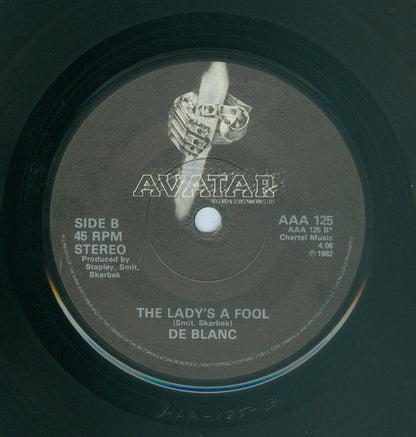 AVATAR
RECORDS & COMMUNICATIONS LTD
SIDE B
45 RPM
STEREO
Produced by
Stapley, Smit,
Skarbek
AAA 125
AAA 125 B*
Chartel Music
4.06
℗ 1982
THE LADY'S A FOOL
(Smit, Skarbek)
DE BLANC
AAA-125-B